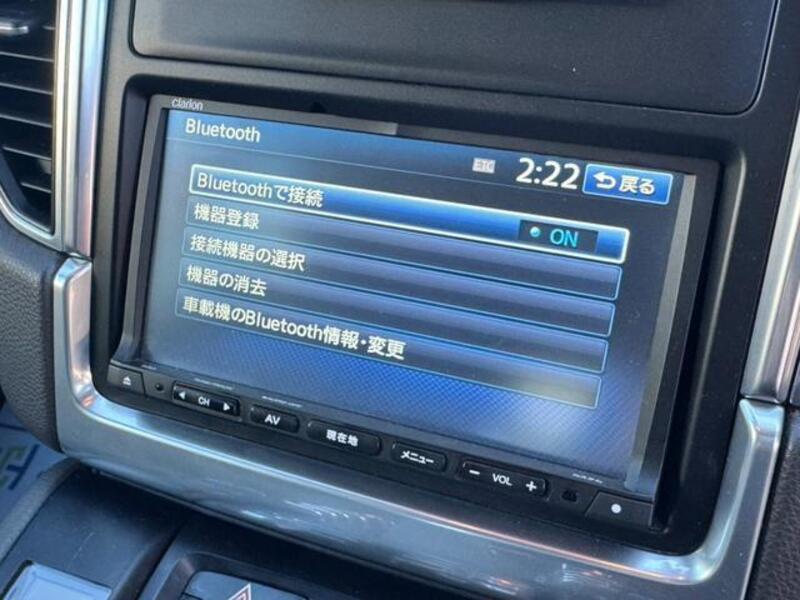 clarion
Bluetooth
ETC 2:22 戻る
Bluetoothで接続 ON
機器登録
接続機器の選択
機器の消去
車載機のBluetooth情報・変更
CH AV 現在地 メニュー − VOL +